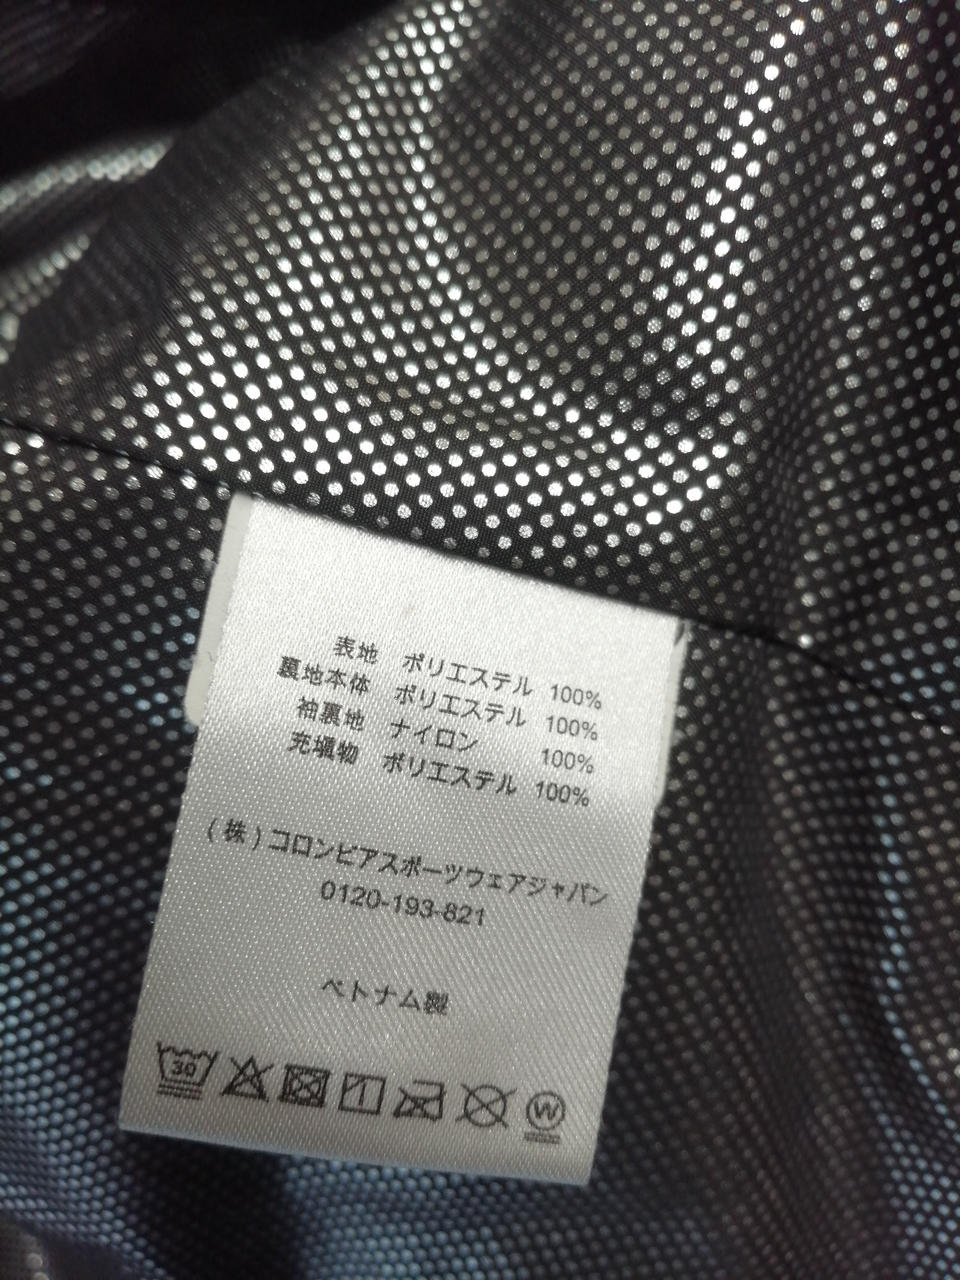 表地 ポリエステル 100%
裏地本体 ポリエステル 100%
袖裏地 ナイロン 100%
充塡物 ポリエステル 100%
(株)コロンビアスポーツウェアジャパン
0120-193-821
ベトナム製
30 W